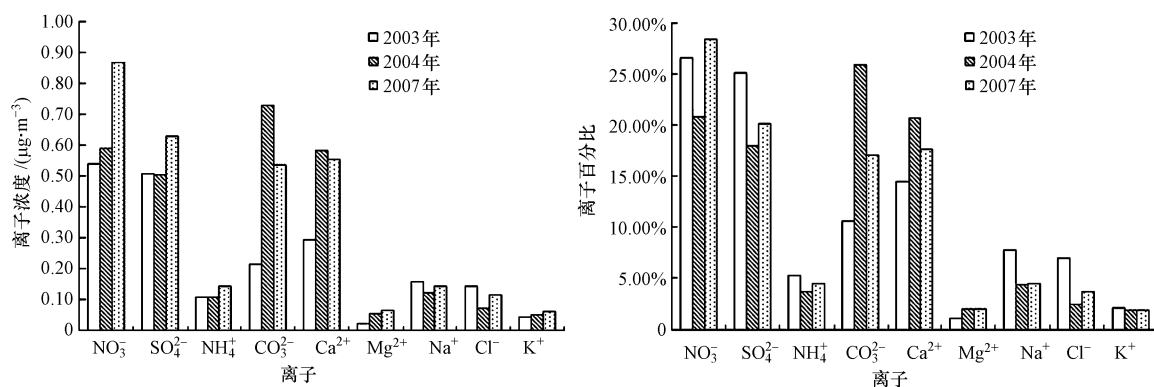 离子浓度/(μg·m⁻³)
1.00
0.90
0.80
0.70
0.60
0.50
0.40
0.30
0.20
0.10
0
2003年
2004年
2007年
NO₃⁻ SO₄²⁻ NH₄⁺ CO₃²⁻ Ca²⁺ Mg²⁺ Na⁺ Cl⁻ K⁺
离子
离子百分比
30.00%
25.00%
20.00%
15.00%
10.00%
5.00%
0
2003年
2004年
2007年
NO₃⁻ SO₄²⁻ NH₄⁺ CO₃²⁻ Ca²⁺ Mg²⁺ Na⁺ Cl⁻ K⁺
离子